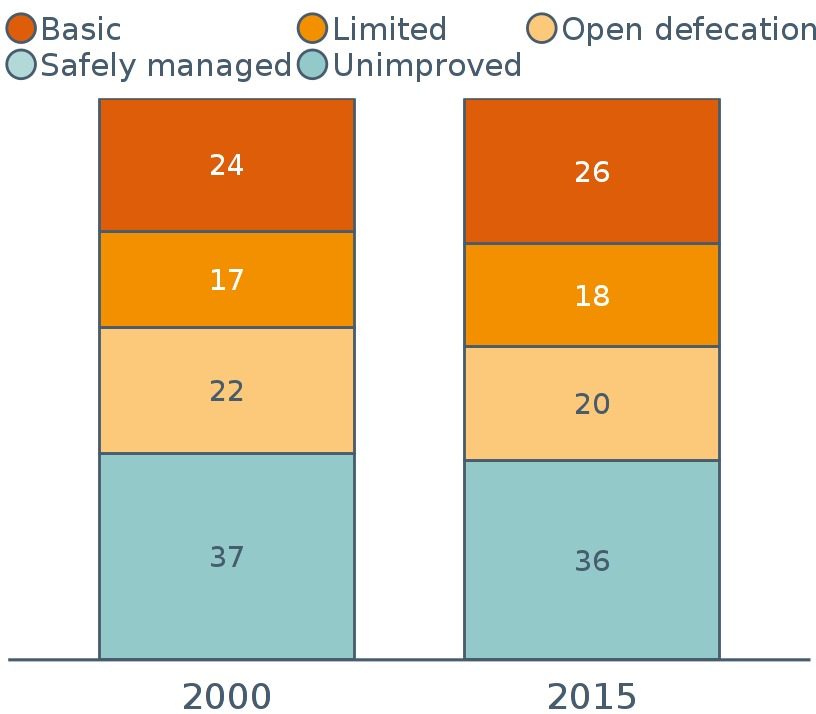 Basic Limited Open defecation
Safely managed Unimproved
24 26
17 18
22 20
37 36
2000 2015